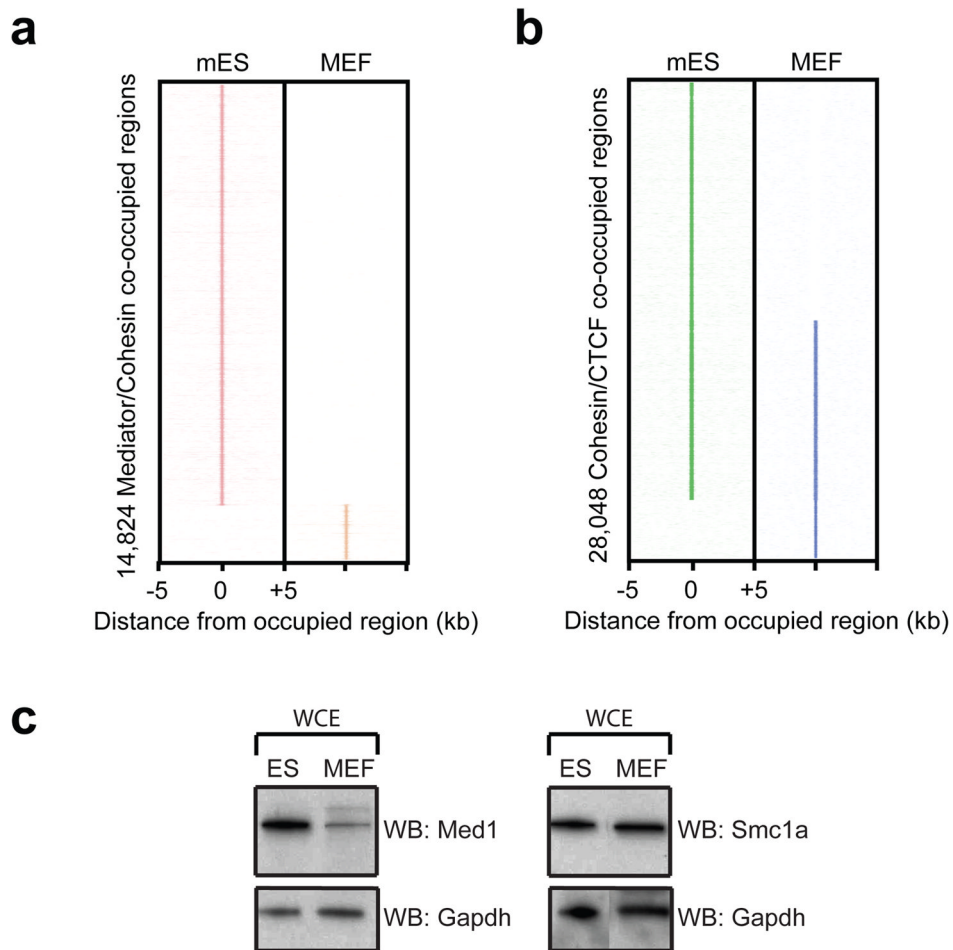 a
mES MEF
14,824 Mediator/Cohesin co-occupied regions
-5 0 +5
Distance from occupied region (kb)
b
mES MEF
28,048 Cohesin/CTCF co-occupied regions
-5 0 +5
Distance from occupied region (kb)
c
WCE
ES MEF
WB: Med1
WB: Gapdh
WCE
ES MEF
WB: Smc1a
WB: Gapdh